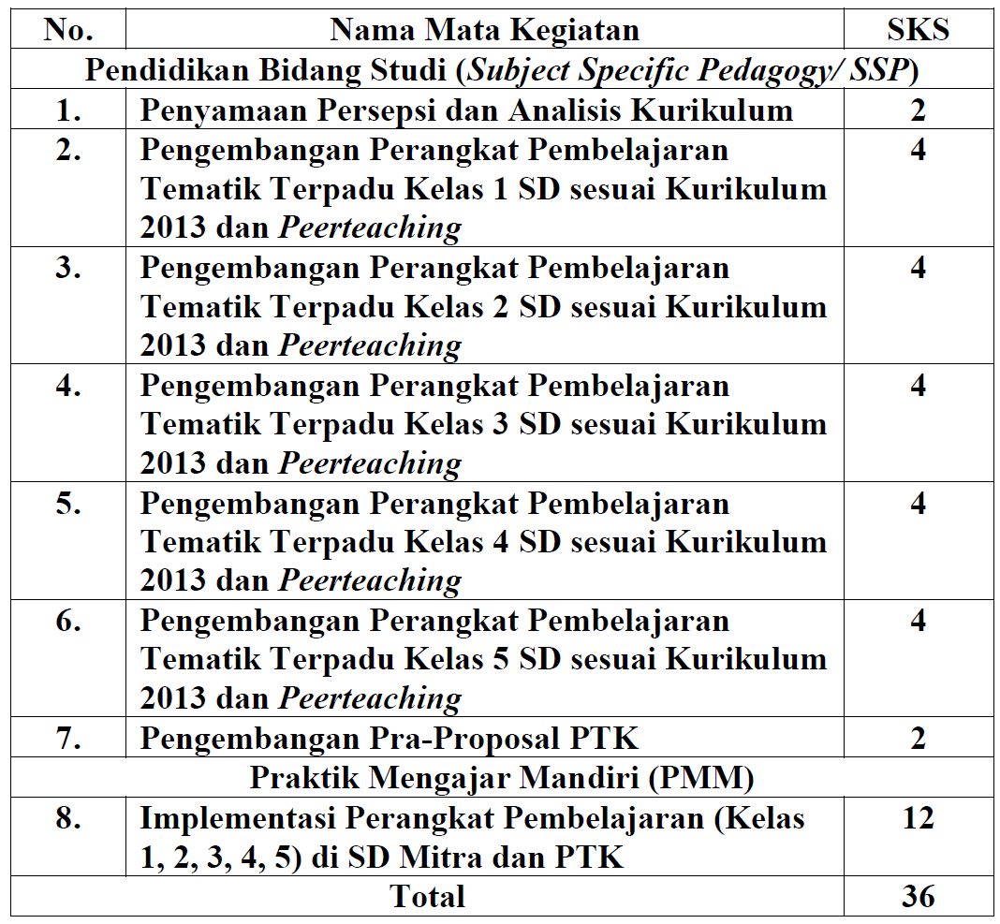 No. Nama Mata Kegiatan SKS
Pendidikan Bidang Studi (Subject Specific Pedagogy/ SSP)
1. Penyamaan Persepsi dan Analisis Kurikulum 2
2. Pengembangan Perangkat Pembelajaran 4
Tematik Terpadu Kelas 1 SD sesuai Kurikulum
2013 dan Peerteaching
3. Pengembangan Perangkat Pembelajaran 4
Tematik Terpadu Kelas 2 SD sesuai Kurikulum
2013 dan Peerteaching
4. Pengembangan Perangkat Pembelajaran 4
Tematik Terpadu Kelas 3 SD sesuai Kurikulum
2013 dan Peerteaching
5. Pengembangan Perangkat Pembelajaran 4
Tematik Terpadu Kelas 4 SD sesuai Kurikulum
2013 dan Peerteaching
6. Pengembangan Perangkat Pembelajaran 4
Tematik Terpadu Kelas 5 SD sesuai Kurikulum
2013 dan Peerteaching
7. Pengembangan Pra-Proposal PTK 2
Praktik Mengajar Mandiri (PMM)
8. Implementasi Perangkat Pembelajaran (Kelas 12
1, 2, 3, 4, 5) di SD Mitra dan PTK
Total 36